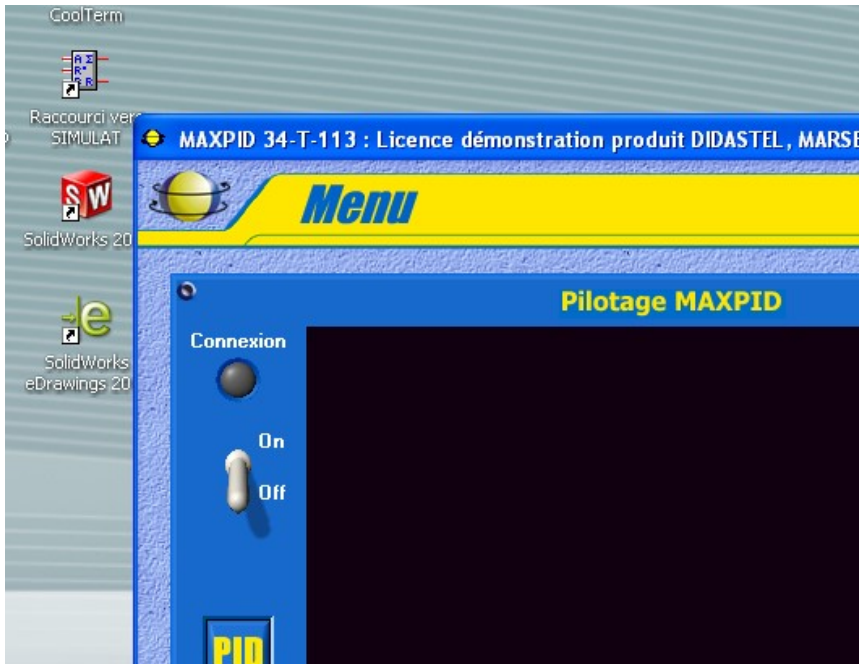 CoolTerm
Raccourci vers
SIMULAT
SolidWorks 20
SolidWorks
eDrawings 20
MAXPID 34-T-113 : Licence démonstration produit DIDASTEL, MARSE
Menu
Pilotage MAXPID
Connexion
On
Off
PID